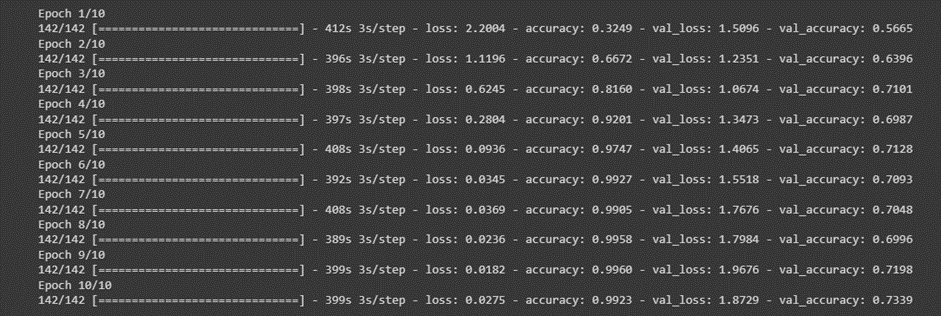 Epoch 1/10
142/142 [==============================] - 412s 3s/step - loss: 2.2004 - accuracy: 0.3249 - val_loss: 1.5096 - val_accuracy: 0.5665
Epoch 2/10
142/142 [==============================] - 396s 3s/step - loss: 1.1196 - accuracy: 0.6672 - val_loss: 1.2351 - val_accuracy: 0.6396
Epoch 3/10
142/142 [==============================] - 398s 3s/step - loss: 0.6245 - accuracy: 0.8160 - val_loss: 1.0674 - val_accuracy: 0.7101
Epoch 4/10
142/142 [==============================] - 397s 3s/step - loss: 0.2804 - accuracy: 0.9201 - val_loss: 1.3473 - val_accuracy: 0.6987
Epoch 5/10
142/142 [==============================] - 408s 3s/step - loss: 0.0936 - accuracy: 0.9747 - val_loss: 1.4065 - val_accuracy: 0.7128
Epoch 6/10
142/142 [==============================] - 392s 3s/step - loss: 0.0345 - accuracy: 0.9927 - val_loss: 1.5518 - val_accuracy: 0.7093
Epoch 7/10
142/142 [==============================] - 408s 3s/step - loss: 0.0369 - accuracy: 0.9905 - val_loss: 1.7676 - val_accuracy: 0.7048
Epoch 8/10
142/142 [==============================] - 389s 3s/step - loss: 0.0236 - accuracy: 0.9958 - val_loss: 1.7984 - val_accuracy: 0.6996
Epoch 9/10
142/142 [==============================] - 399s 3s/step - loss: 0.0182 - accuracy: 0.9960 - val_loss: 1.9676 - val_accuracy: 0.7198
Epoch 10/10
142/142 [==============================] - 399s 3s/step - loss: 0.0275 - accuracy: 0.9923 - val_loss: 1.8729 - val_accuracy: 0.7339